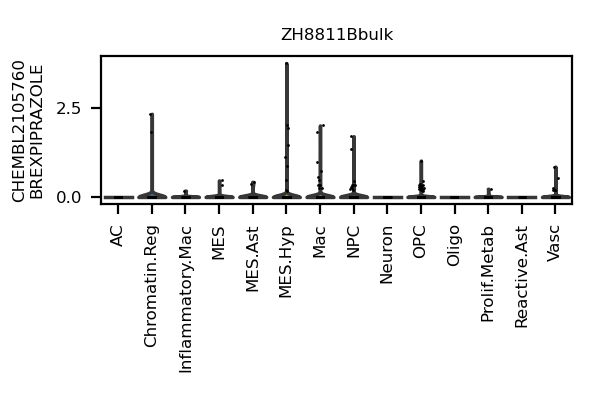 ZH8811Bbulk
CHEMBL2105760
BREXPIPRAZOLE
2.5
0.0
AC
Chromatin.Reg
Inflammatory.Mac
MES
MES.Ast
MES.Hyp
Mac
NPC
Neuron
OPC
Oligo
Prolif.Metab
Reactive.Ast
Vasc